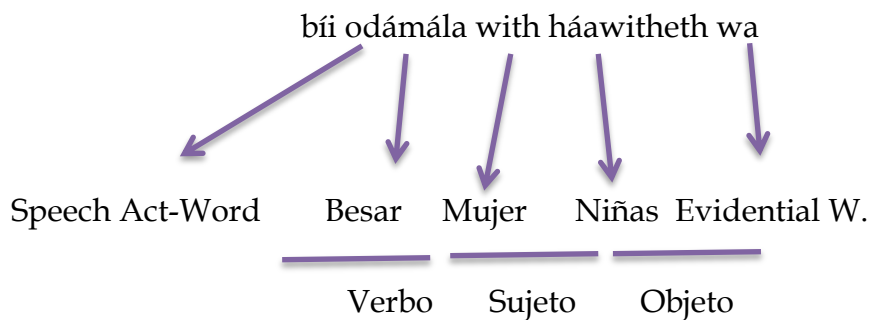 bíi odámála with háawitheth wa
Speech Act-Word Besar Mujer Niñas Evidential W.
Verbo Sujeto Objeto